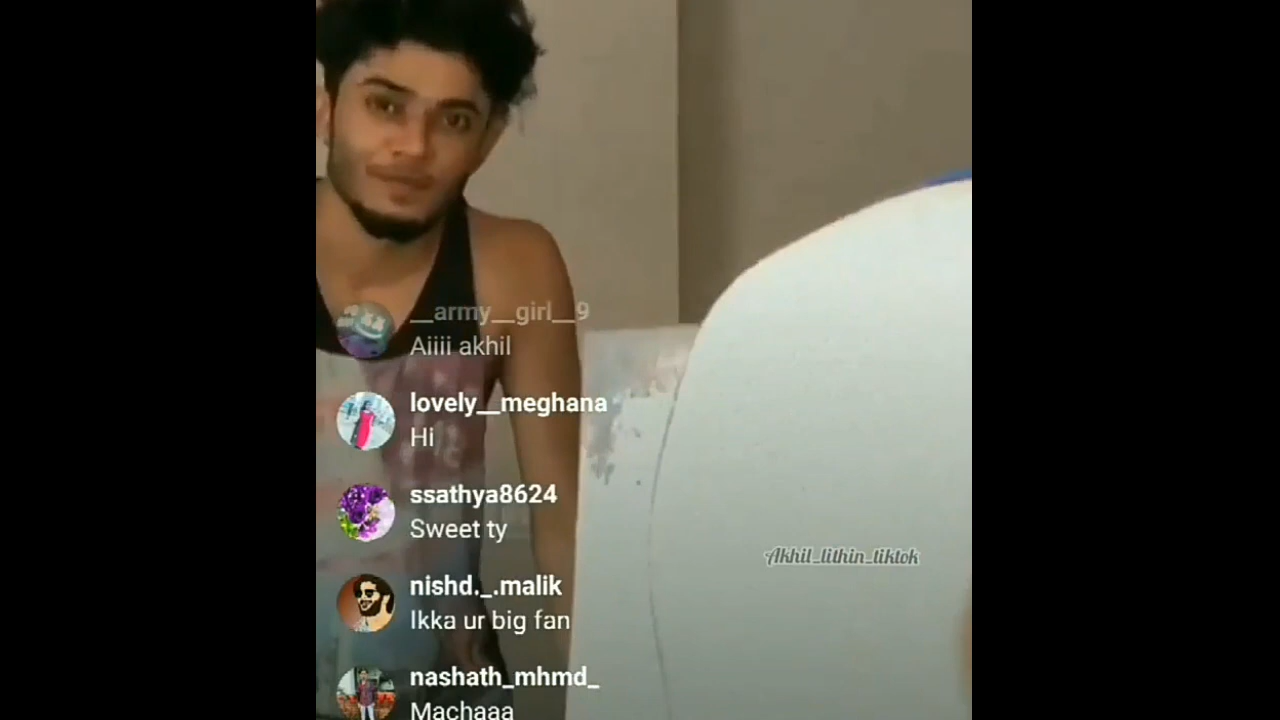 __army__girl__9
Aiiii akhil
lovely__meghana
Hi
ssathya8624
Sweet ty
Akhil_lithin_tiktok
nishd._.malik
Ikka ur big fan
nashath_mhmd_
Machaaa